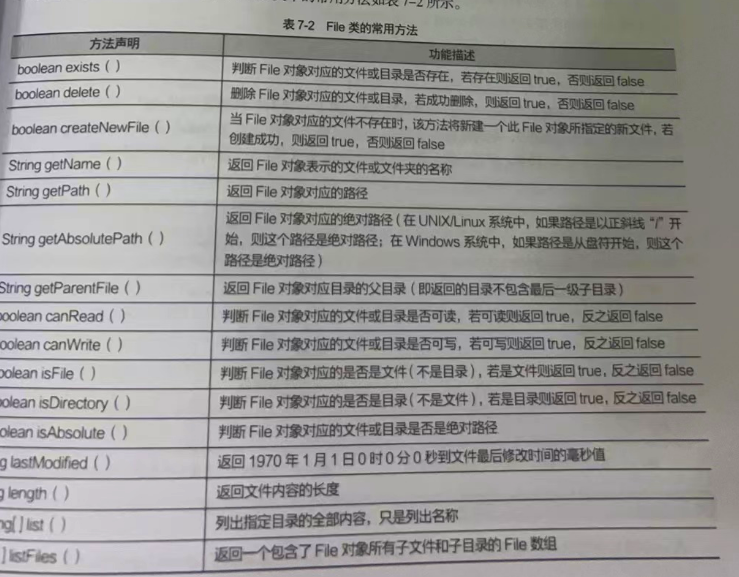 的常用方法如表 7-2 所示。
表 7-2 File 类的常用方法
方法声明 功能描述
boolean exists ( ) 判断 File 对象对应的文件或目录是否存在，若存在则返回 true，否则返回 false
boolean delete ( ) 删除 File 对象对应的文件或目录，若成功删除，则返回 true，否则返回 false
boolean createNewFile ( ) 当 File 对象对应的文件不存在时，该方法将新建一个此 File 对象所指定的新文件，若
创建成功，则返回 true，否则返回 false
String getName ( ) 返回 File 对象表示的文件或文件夹的名称
String getPath ( ) 返回 File 对象对应的路径
String getAbsolutePath ( ) 返回 File 对象对应的绝对路径（在 UNIX/Linux 系统中，如果路径是以正斜线“/”开
始，则这个路径是绝对路径；在 Windows 系统中，如果路径是从盘符开始，则这个
路径是绝对路径）
String getParentFile ( ) 返回 File 对象对应目录的父目录（即返回的目录不包含最后一级子目录）
oolean canRead ( ) 判断 File 对象对应的文件或目录是否可读，若可读则返回 true，反之返回 false
oolean canWrite ( ) 判断 File 对象对应的文件或目录是否可写，若可写则返回 true，反之返回 false
oolean isFile ( ) 判断 File 对象对应的是否是文件（不是目录），若是文件则返回 true，反之返回 false
olean isDirectory ( ) 判断 File 对象对应的是否是目录（不是文件），若是目录则返回 true，反之返回 false
olean isAbsolute ( ) 判断 File 对象对应的文件或目录是否是绝对路径
g lastModified ( ) 返回 1970 年 1 月 1 日 0 时 0 分 0 秒到文件最后修改时间的毫秒值
g length ( ) 返回文件内容的长度
ng[ ] list ( ) 列出指定目录的全部内容，只是列出名称
] listFiles ( ) 返回一个包含了 File 对象所有子文件和子目录的 File 数组